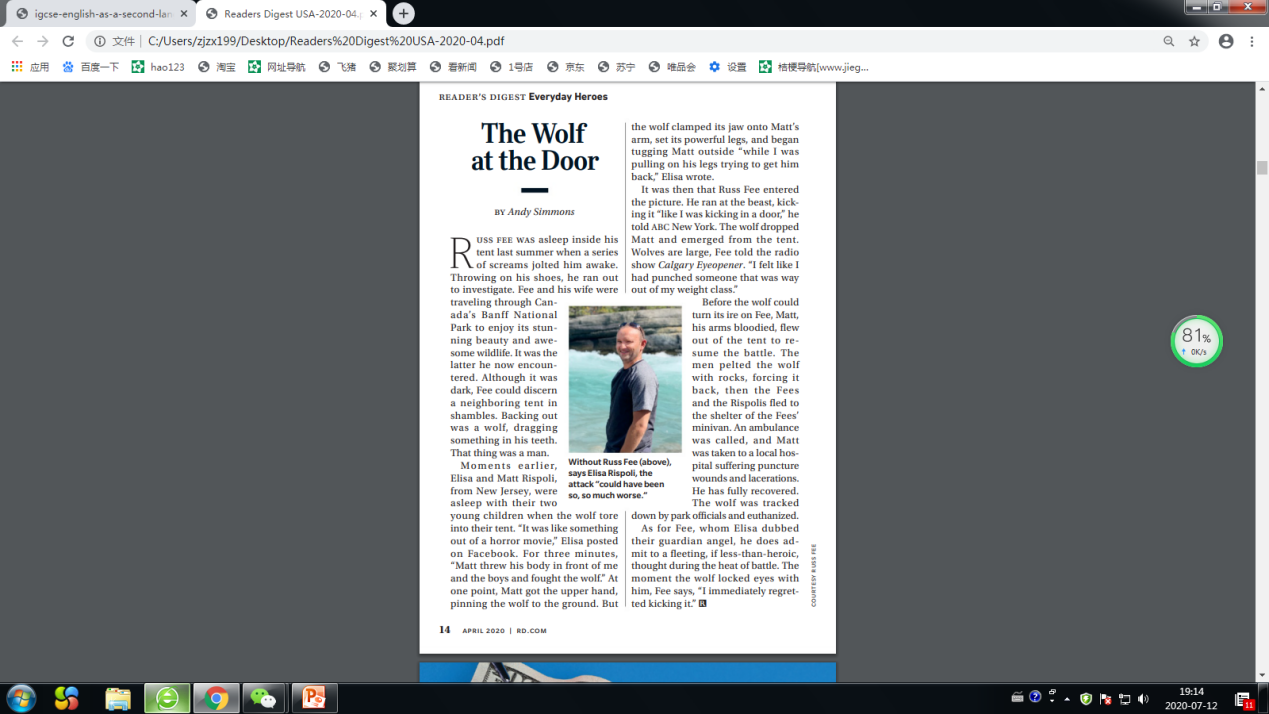 igcse-english-as-a-second-lan
Readers Digest USA-2020-04.p
文件 | C:/Users/zjzx199/Desktop/Readers%20Digest%20USA-2020-04.pdf
应用
百度一下
hao123
淘宝
网址导航
飞猪
聚划算
看新闻
1号店
京东
苏宁
唯品会
设置
桔梗导航[www.jieg...
READER'S DIGEST Everyday Heroes
The Wolf
at the Door
BY Andy Simmons
RUSS FEE WAS asleep inside his
tent last summer when a series
of screams jolted him awake.
Throwing on his shoes, he ran out
to investigate. Fee and his wife were
traveling through Can-
ada's Banff National
Park to enjoy its stun-
ning beauty and awe-
some wildlife. It was the
latter he now encoun-
tered. Although it was
dark, Fee could discern
a neighboring tent in
shambles. Backing out
was a wolf, dragging
something in his teeth.
That thing was a man.
Moments earlier,
Elisa and Matt Rispoli,
from New Jersey, were
asleep with their two
young children when the wolf tore
into their tent. "It was like something
out of a horror movie," Elisa posted
on Facebook. For three minutes,
"Matt threw his body in front of me
and the boys and fought the wolf." At
one point, Matt got the upper hand,
pinning the wolf to the ground. But
the wolf clamped its jaw onto Matt's
arm, set its powerful legs, and began
tugging Matt outside "while I was
pulling on his legs trying to get him
back," Elisa wrote.
It was then that Russ Fee entered
the picture. He ran at the beast, kick-
ing it "like I was kicking in a door," he
told ABC New York. The wolf dropped
Matt and emerged from the tent.
Wolves are large, Fee told the radio
show Calgary Eyeopener. "I felt like I
had punched someone that was way
out of my weight class."
Before the wolf could
turn its ire on Fee, Matt,
his arms bloodied, flew
out of the tent to re-
sume the battle. The
men pelted the wolf
with rocks, forcing it
back, then the Fees
and the Rispolis fled to
the shelter of the Fees'
minivan. An ambulance
was called, and Matt
was taken to a local hos-
pital suffering puncture
wounds and lacerations.
He has fully recovered.
The wolf was tracked
down by park officials and euthanized.
As for Fee, whom Elisa dubbed
their guardian angel, he does ad-
mit to a fleeting, if less-than-heroic,
thought during the heat of battle. The
moment the wolf locked eyes with
him, Fee says, "I immediately regret-
ted kicking it."
Without Russ Fee (above),
says Elisa Rispoli, the
attack "could have been
so, so much worse."
COURTESY RUSS FEE
14 APRIL 2020 | RD.COM
81%
0K/s
19:14
2020-07-12
11